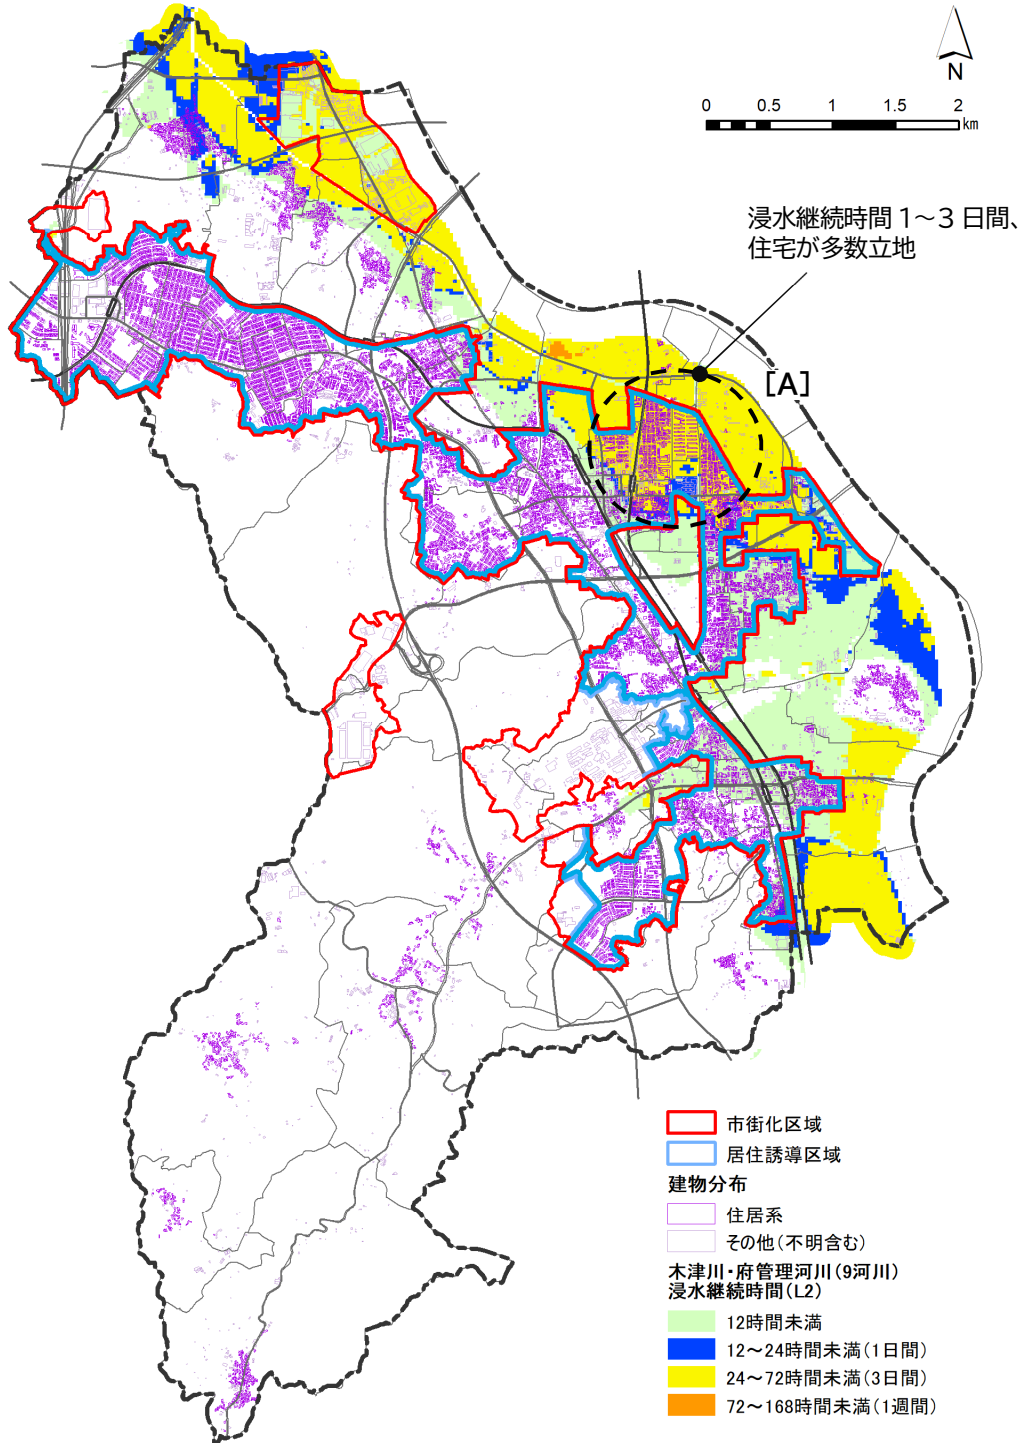 N
0 0.5 1 1.5 2
km
浸水継続時間1～3日間、
住宅が多数立地
[A]
市街化区域
居住誘導区域
建物分布
住居系
その他(不明含む)
木津川・府管理河川(9河川)
浸水継続時間(L2)
12時間未満
12～24時間未満(1日間)
24～72時間未満(3日間)
72～168時間未満(1週間)